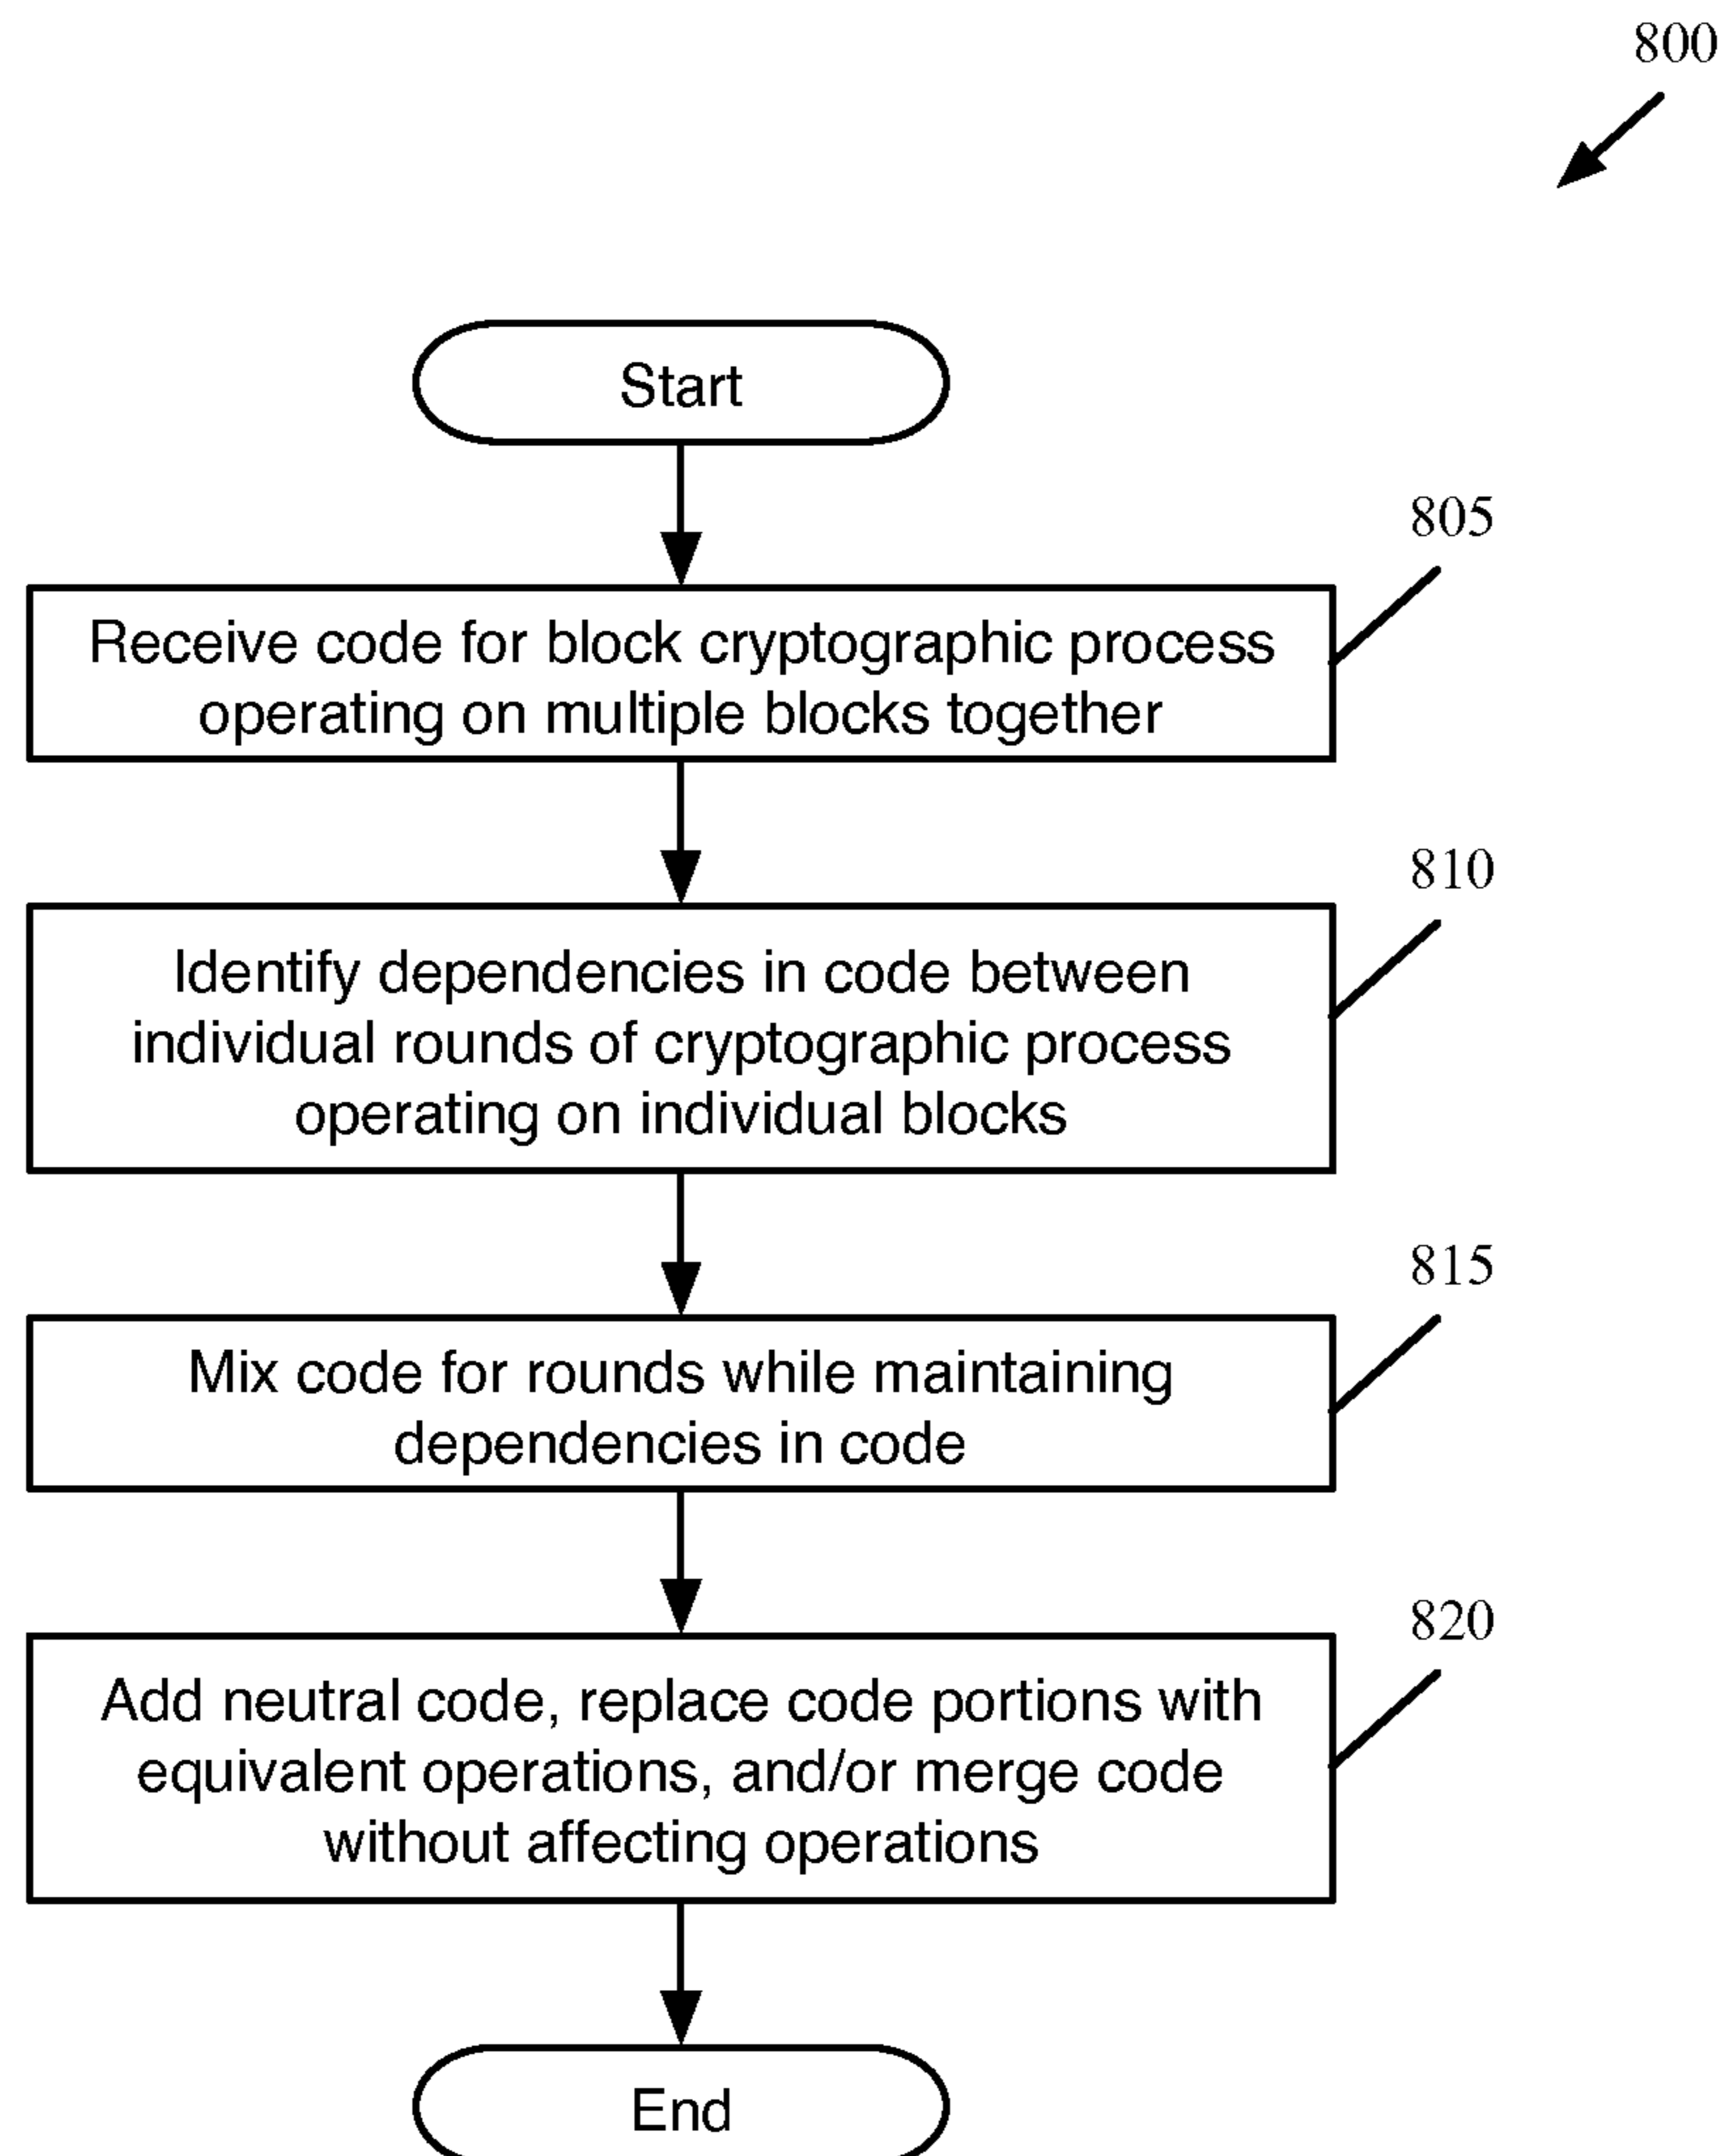 800
Start
805
Receive code for block cryptographic process
operating on multiple blocks together
810
Identify dependencies in code between
individual rounds of cryptographic process
operating on individual blocks
815
Mix code for rounds while maintaining
dependencies in code
820
Add neutral code, replace code portions with
equivalent operations, and/or merge code
without affecting operations
End